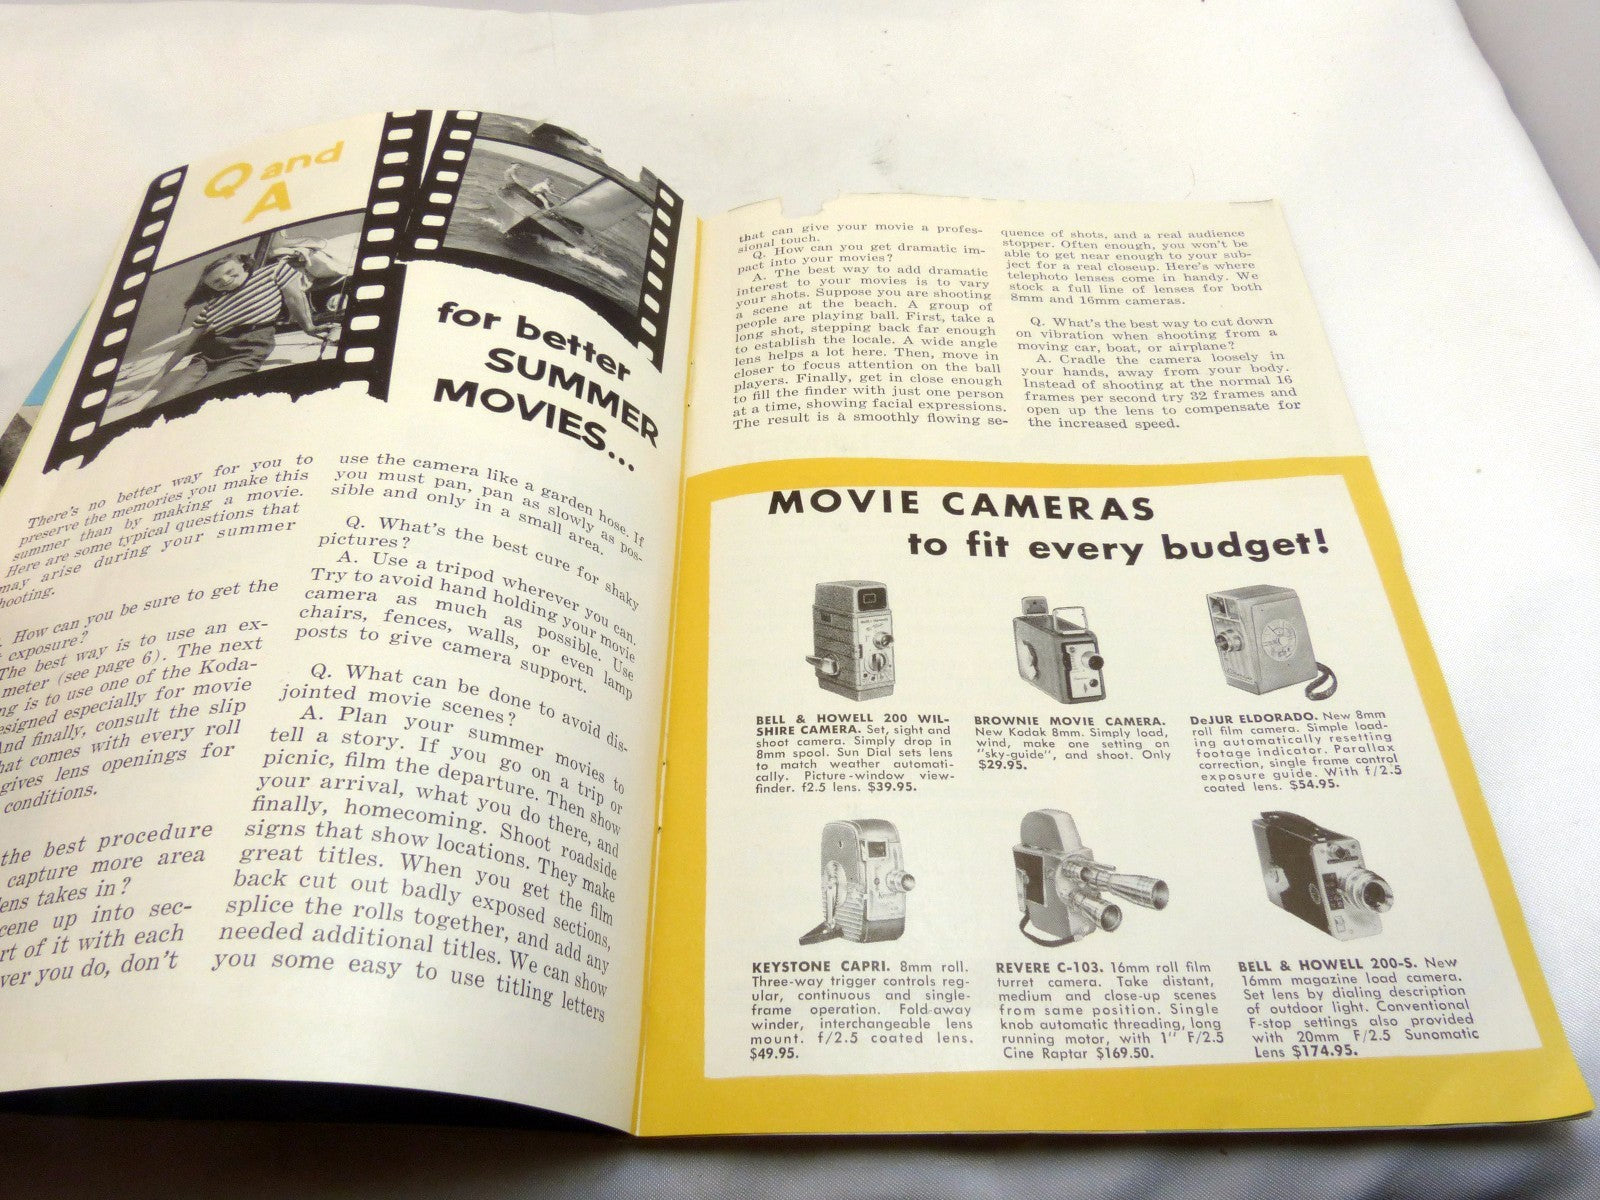 Q and
A
for better
SUMMER
MOVIES...
There's no better way for you to
preserve the memories you make this
summer than by making a movie.
Here are some typical questions that
may arise during your summer
hooting.
How can you be sure to get the
exposure?
The best way is to use an ex-
meter (see page 6). The next
ng is to use one of the Koda-
esigned especially for movie
And finally, consult the slip
hat comes with every roll
gives lens openings for
conditions.
the best procedure
capture more area
ens takes in?
cene up into sec-
rt of it with each
ver you do, don't
use the camera like a garden hose. If
you must pan, pan as slowly as pos-
sible and only in a small area.
Q. What's the best cure for shaky
pictures?
A. Use a tripod wherever you can.
Try to avoid hand holding your movie
camera as much as possible. Use
chairs, fences, walls, or even lamp
posts to give camera support.
Q. What can be done to avoid dis-
jointed movie scenes?
A. Plan your summer movies to
tell a story. If you go on a trip or
picnic, film the departure. Then show
your arrival, what you do there, and
finally, homecoming. Shoot roadside
signs that show locations. They make
great titles. When you get the film
back cut out badly exposed sections,
splice the rolls together, and add any
needed additional titles. We can show
you some easy to use titling letters
that can give your movie a profes-
sional touch.
Q. How can you get dramatic im-
pact into your movies?
A. The best way to add dramatic
interest to your movies is to vary
your shots. Suppose you are shooting
a scene at the beach. A group of
people are playing ball. First, take a
long shot, stepping back far enough
to establish the locale. A wide angle
lens helps a lot here. Then, move in
closer to focus attention on the ball
players. Finally, get in close enough
to fill the finder with just one person
at a time, showing facial expressions.
The result is a smoothly flowing se-
quence of shots, and a real audience
stopper. Often enough, you won't be
able to get near enough to your sub-
ject for a real closeup. Here's where
telephoto lenses come in handy. We
stock a full line of lenses for both
8mm and 16mm cameras.
Q. What's the best way to cut down
on vibration when shooting from a
moving car, boat, or airplane?
A. Cradle the camera loosely in
your hands, away from your body.
Instead of shooting at the normal 16
frames per second try 32 frames and
open up the lens to compensate for
the increased speed.
MOVIE CAMERAS
to fit every budget!
BELL & HOWELL 200 WIL-
SHIRE CAMERA. Set, sight and
shoot camera. Simply drop in
8mm spool. Sun Dial sets lens
to match weather automati-
cally. Picture-window view-
finder. f2.5 lens. $39.95.
BROWNIE MOVIE CAMERA.
New Kodak 8mm. Simply load,
wind, make one setting on
"sky-guide", and shoot. Only
$29.95.
DeJUR ELDORADO. New 8mm
roll film camera. Simple load-
ing automatically resetting
footage indicator. Parallax
correction, single frame control
exposure guide. With f/2.5
coated lens. $54.95.
KEYSTONE CAPRI. 8mm roll.
Three-way trigger controls reg-
ular, continuous and single-
frame operation. Fold-away
winder, interchangeable lens
mount. f/2.5 coated lens.
$49.95.
REVERE C-103. 16mm roll film
turret camera. Take distant,
medium and close-up scenes
from same position. Single
knob automatic threading, long
running motor, with 1" F/2.5
Cine Raptar $169.50.
BELL & HOWELL 200-S. New
16mm magazine load camera.
Set lens by dialing description
of outdoor light. Conventional
F-stop settings also provided
with 20mm F/2.5 Sunomatic
Lens $174.95.